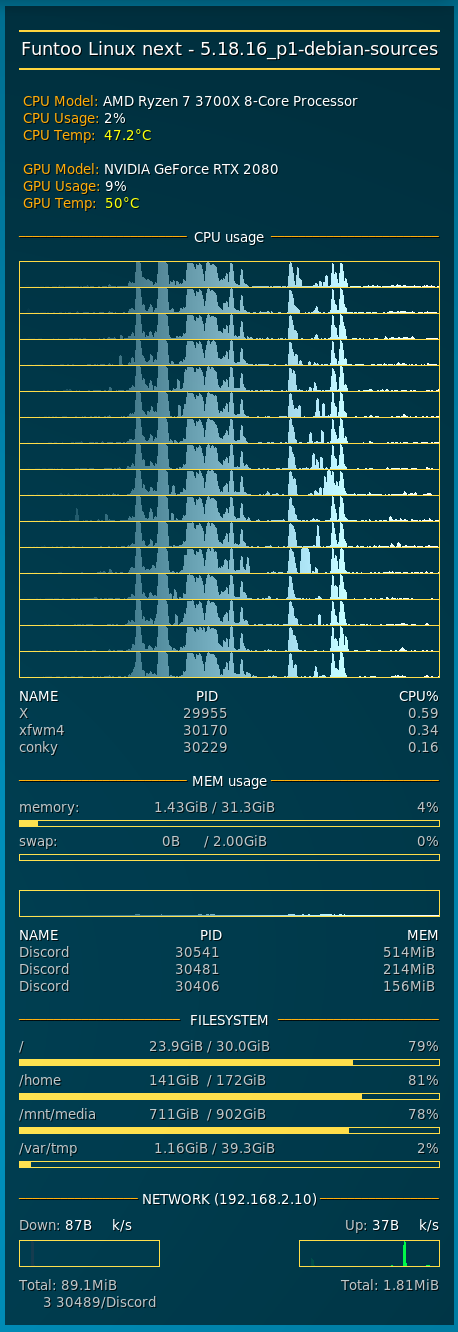 Funtoo Linux next - 5.18.16_p1-debian-sources
CPU Model: AMD Ryzen 7 3700X 8-Core Processor
CPU Usage: 2%
CPU Temp: 47.2°C
GPU Model: NVIDIA GeForce RTX 2080
GPU Usage: 9%
GPU Temp: 50°C
CPU usage
NAME PID CPU%
X 29955 0.59
xfwm4 30170 0.34
conky 30229 0.16
MEM usage
memory: 1.43GiB / 31.3GiB 4%
swap: 0B / 2.00GiB 0%
NAME PID MEM
Discord 30541 514MiB
Discord 30481 214MiB
Discord 30406 156MiB
FILESYSTEM
/ 23.9GiB / 30.0GiB 79%
/home 141GiB / 172GiB 81%
/mnt/media 711GiB / 902GiB 78%
/var/tmp 1.16GiB / 39.3GiB 2%
NETWORK (192.168.2.10)
Down: 87B k/s Up: 37B k/s
Total: 89.1MiB Total: 1.81MiB
3 30489/Discord